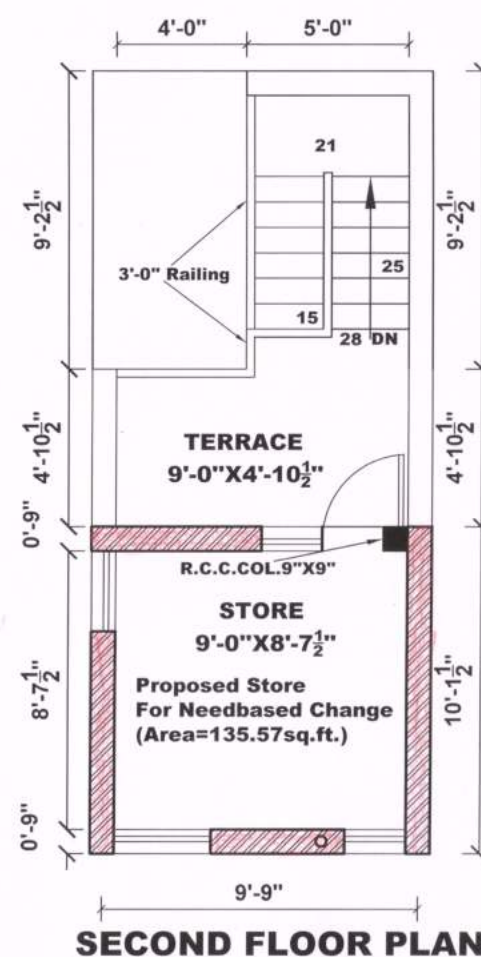 4'-0" 5'-0"
9'-2½"
9'-2½"
21
3'-0" Railing
25
15
28 DN
4'-10½"
4'-10½"
TERRACE
9'-0"X4'-10½"
0'-9"
R.C.C.COL.9"X9"
STORE
9'-0"X8'-7½"
8'-7½"
10'-1½"
Proposed Store
For Needbased Change
(Area=135.57sq.ft.)
0'-9"
9'-9"
SECOND FLOOR PLAN